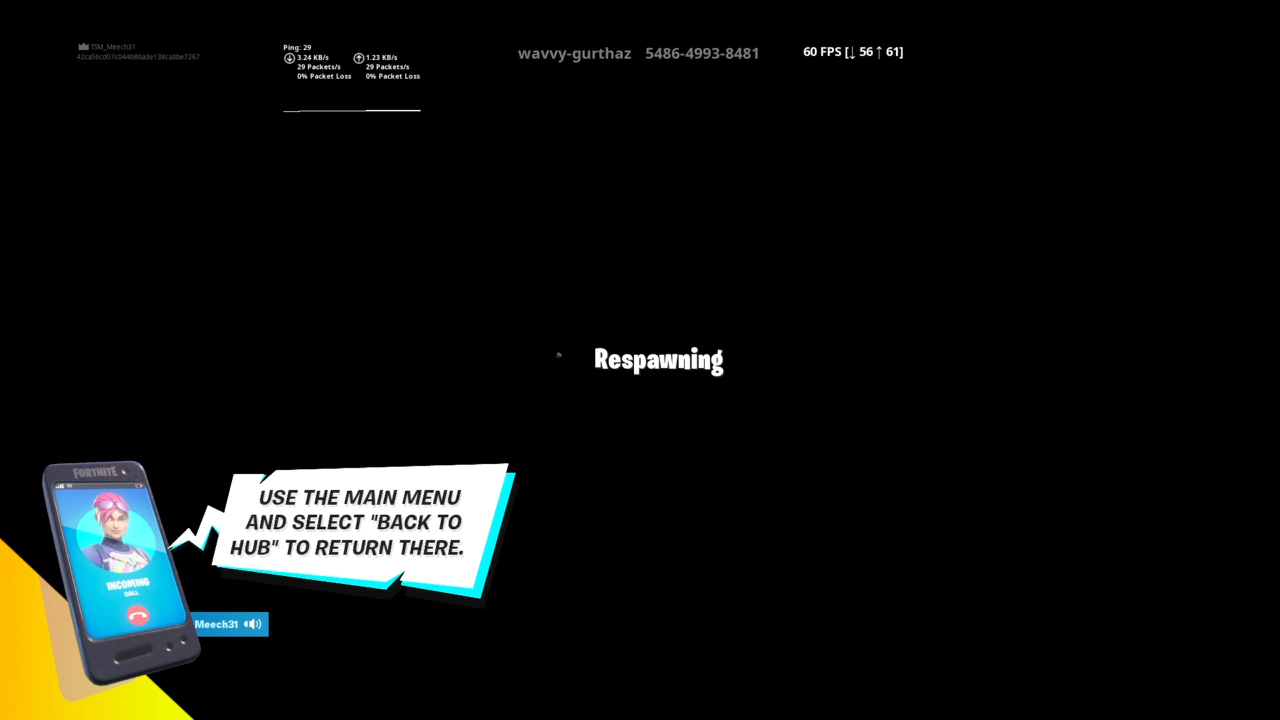 TSM_Meech31
42ca56cd07c044b8ba3e138ca3be7267
Ping: 29
3.24 KB/s
29 Packets/s
0% Packet Loss
1.23 KB/s
29 Packets/s
0% Packet Loss
wavvy-gurthaz 5486-4993-8481
60 FPS [↓ 56 ↑ 61]
Respawning
FORTNITE
INCOMING
CALL
USE THE MAIN MENU
AND SELECT "BACK TO
HUB" TO RETURN THERE.
Meech31